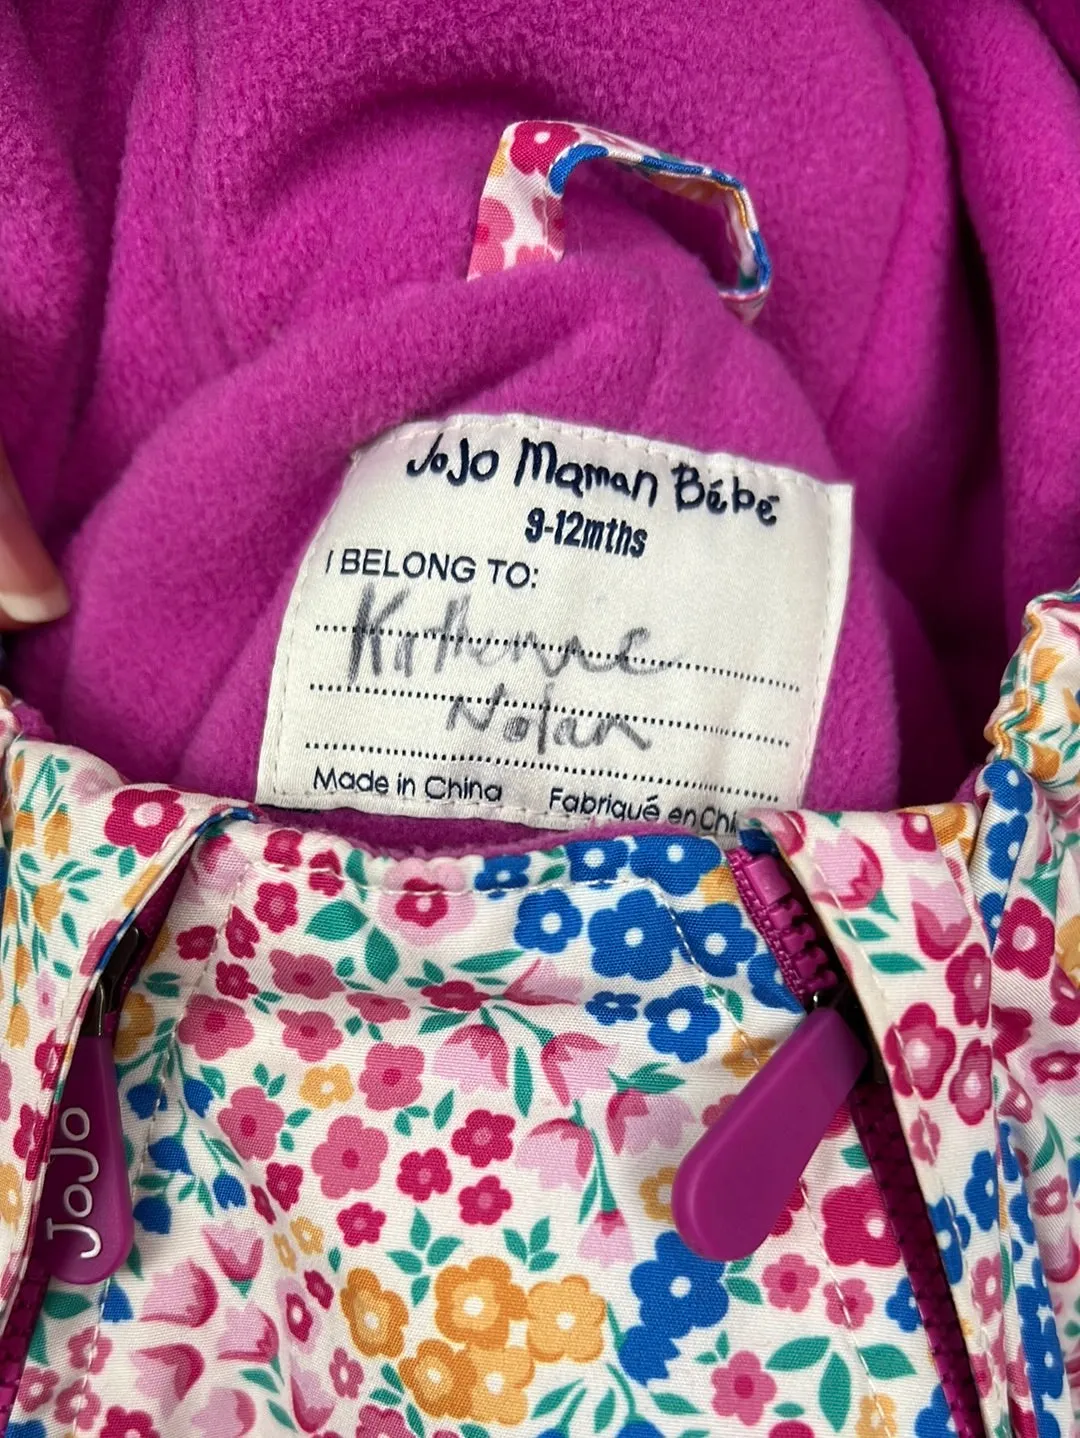 JoJo Maman Bébé
9-12mths
I BELONG TO:
Katherine
Nolan
Made in China Fabriqué en Chi
JoJo